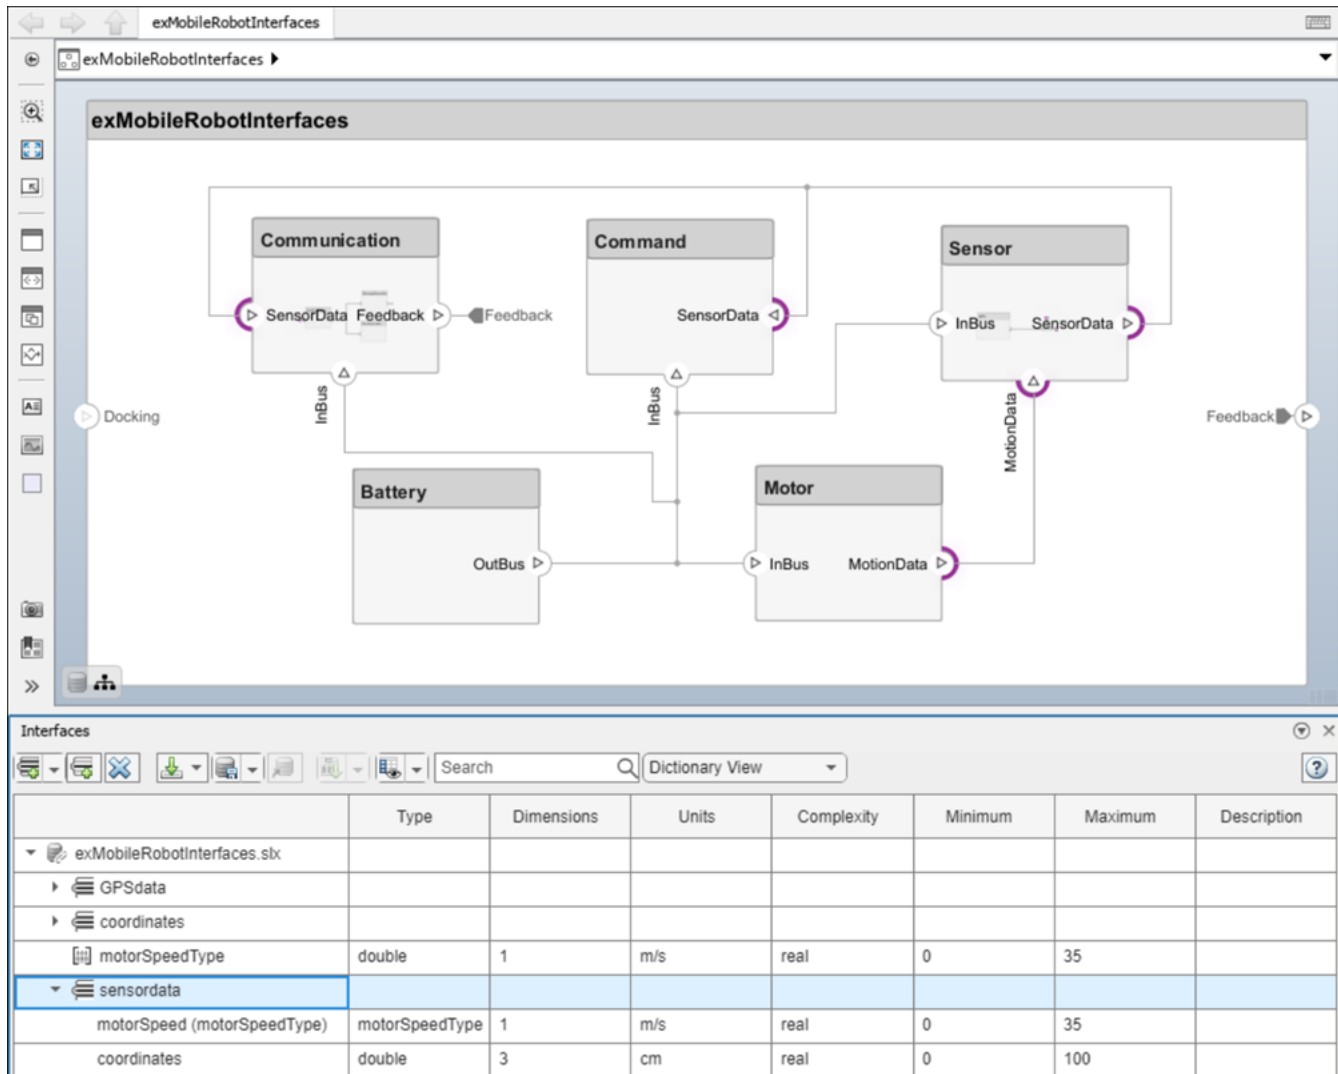 exMobileRobotInterfaces
exMobileRobotInterfaces
exMobileRobotInterfaces
Communication
Command
Sensor
SensorData Feedback
Feedback
SensorData
InBus SensorData
InBus
InBus
MotionData
Docking
Feedback
Battery
Motor
OutBus
InBus MotionData
Interfaces
Search
Dictionary View
Type Dimensions Units Complexity Minimum Maximum Description
exMobileRobotInterfaces.slx
GPSdata
coordinates
motorSpeedType double 1 m/s real 0 35
sensordata
motorSpeed (motorSpeedType) motorSpeedType 1 m/s real 0 35
coordinates double 3 cm real 0 100